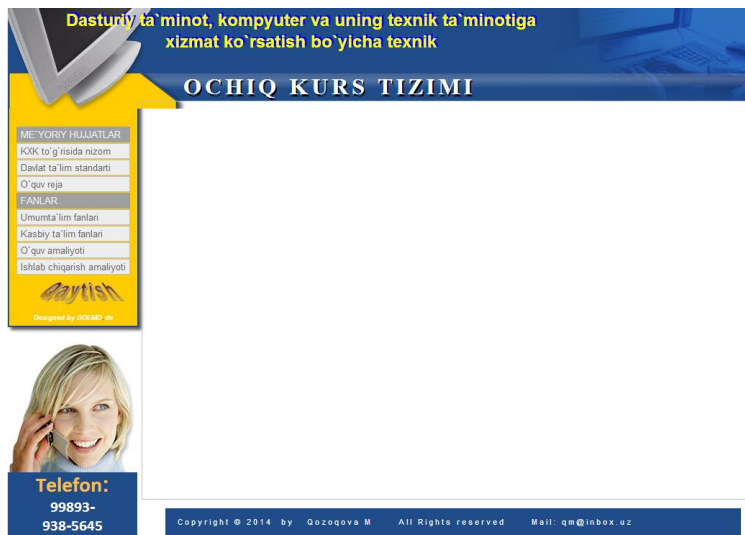 Dasturiy ta`minot, kompyuter va uning texnik ta`minotiga
xizmat ko`rsatish bo`yicha texnik
OCHIQ KURS TIZIMI
ME`YORIY HUJJATLAR
KXK to`g`risida nizom
Davlat ta`lim standarti
O`quv reja
FANLAR
Umumta`lim fanlari
Kasbiy ta`lim fanlari
O`quv amaliyoti
Ishlab chiqarish amaliyoti
Qaytish
Designed by
Telefon:
99893-
938-5645
Copyright © 2014 by Qozoqova M All Rights reserved Mail: qm@inbox.uz